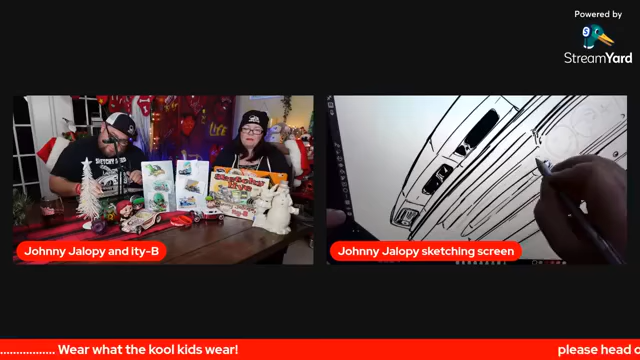 Powered by
StreamYard
Johnny Jalopy and Ity-B
Johnny Jalopy sketching screen
................. Wear what the kool kids wear!
please head o